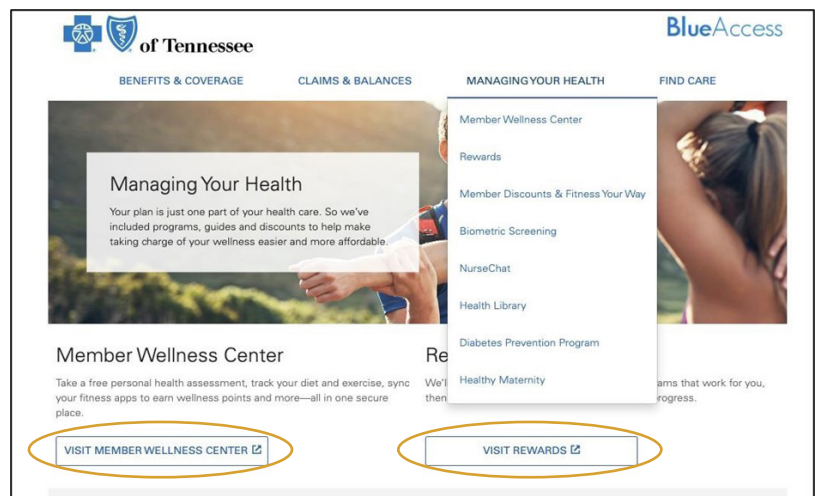 of Tennessee
BlueAccess
BENEFITS & COVERAGE
CLAIMS & BALANCES
MANAGING YOUR HEALTH
FIND CARE
Member Wellness Center
Rewards
Member Discounts & Fitness Your Way
Biometric Screening
NurseChat
Health Library
Diabetes Prevention Program
Healthy Maternity
Managing Your Health
Your plan is just one part of your health care. So we've
included programs, guides and discounts to help make
taking charge of your wellness easier and more affordable.
Member Wellness Center
Take a free personal health assessment, track your diet and exercise, sync
your fitness apps to earn wellness points and more—all in one secure
place.
VISIT MEMBER WELLNESS CENTER
Re
We'l
ams that work for you,
then
progress.
VISIT REWARDS